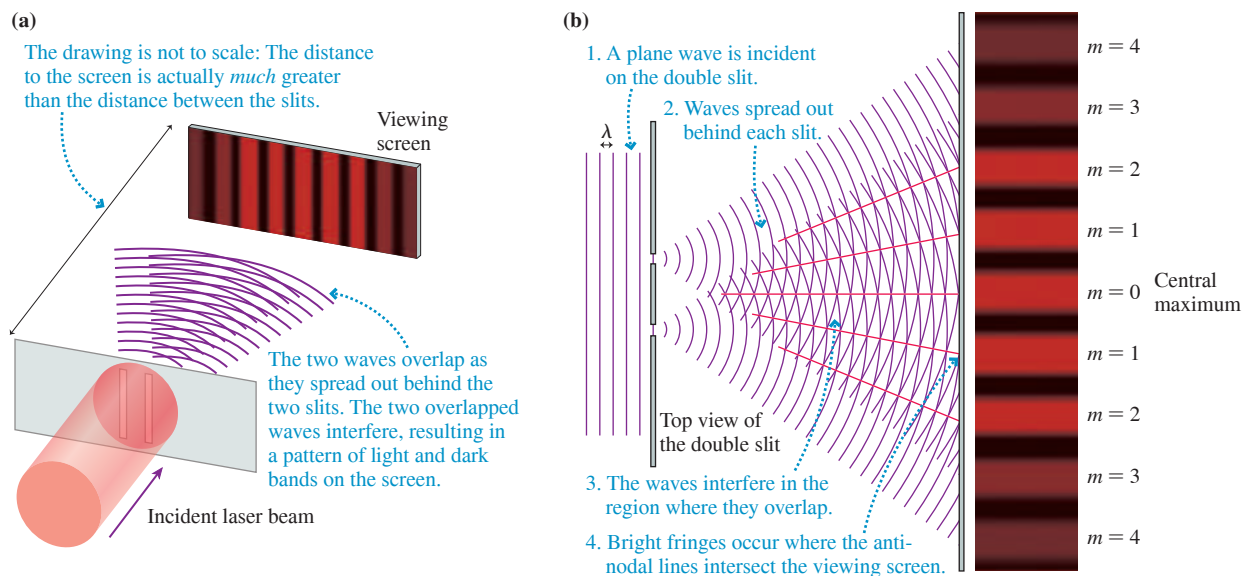 (a)
The drawing is not to scale: The distance
to the screen is actually much greater
than the distance between the slits.
Viewing
screen
The two waves overlap as
they spread out behind the
two slits. The two overlapped
waves interfere, resulting in
a pattern of light and dark
bands on the screen.
Incident laser beam
(b)
1. A plane wave is incident
on the double slit.
2. Waves spread out
behind each slit.
λ
Top view of
the double slit
3. The waves interfere in the
region where they overlap.
4. Bright fringes occur where the anti-
nodal lines intersect the viewing screen.
m = 4
m = 3
m = 2
m = 1
m = 0
Central
maximum
m = 1
m = 2
m = 3
m = 4